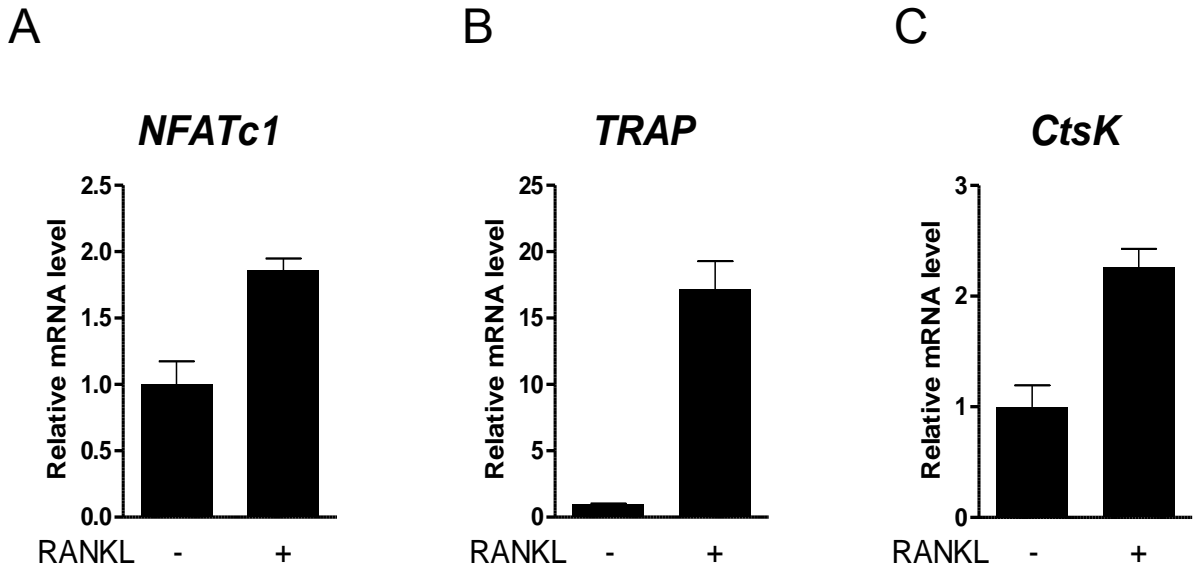 A
B
C
NFATc1
TRAP
CtsK
Relative mRNA level
2.5
2.0
1.5
1.0
0.5
0.0
RANKL - +
Relative mRNA level
25
20
15
10
5
0
RANKL - +
Relative mRNA level
3
2
1
0
RANKL - +